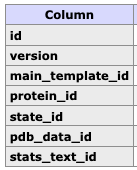 Column
id
version
main_template_id
protein_id
state_id
pdb_data_id
stats_text_id